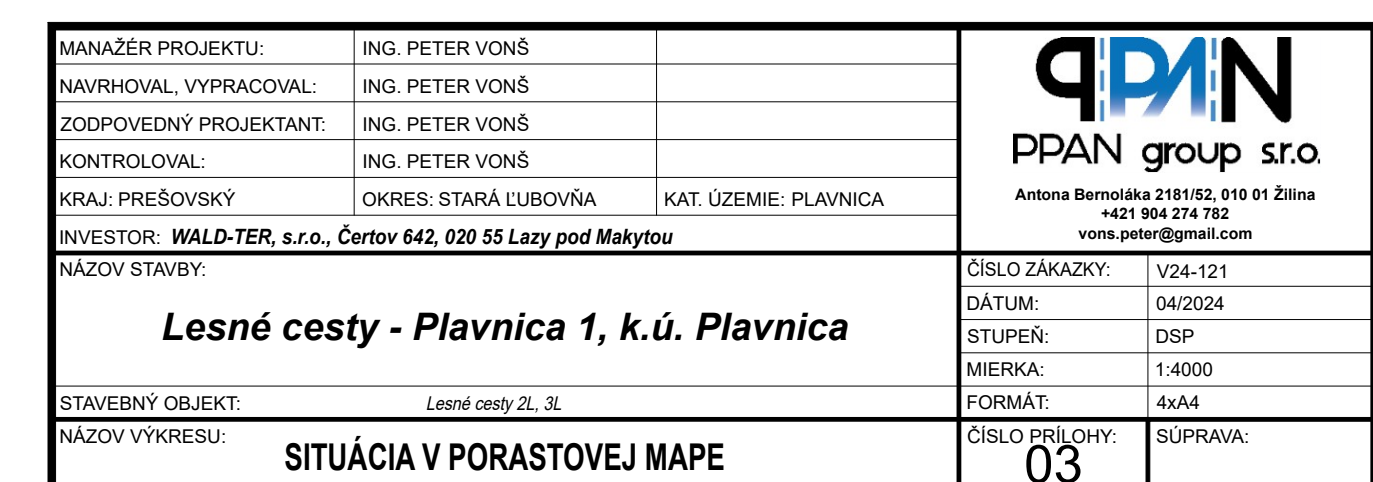 MANAŽÉR PROJEKTU: ING. PETER VONŠ
NAVRHOVAL, VYPRACOVAL: ING. PETER VONŠ
ZODPOVEDNÝ PROJEKTANT: ING. PETER VONŠ
KONTROLOVAL: ING. PETER VONŠ
KRAJ: PREŠOVSKÝ OKRES: STARÁ ĽUBOVŇA KAT. ÚZEMIE: PLAVNICA
INVESTOR: WALD-TER, s.r.o., Čertov 642, 020 55 Lazy pod Makytou
PPAN
PPAN group s.r.o.
Antona Bernoláka 2181/52, 010 01 Žilina
+421 904 274 782
vons.peter@gmail.com
NÁZOV STAVBY:
Lesné cesty - Plavnica 1, k.ú. Plavnica
STAVEBNÝ OBJEKT: Lesné cesty 2L, 3L
ČÍSLO ZÁKAZKY: V24-121
DÁTUM: 04/2024
STUPEŇ: DSP
MIERKA: 1:4000
FORMÁT: 4xA4
NÁZOV VÝKRESU:
SITUÁCIA V PORASTOVEJ MAPE
ČÍSLO PRÍLOHY:
03
SÚPRAVA: